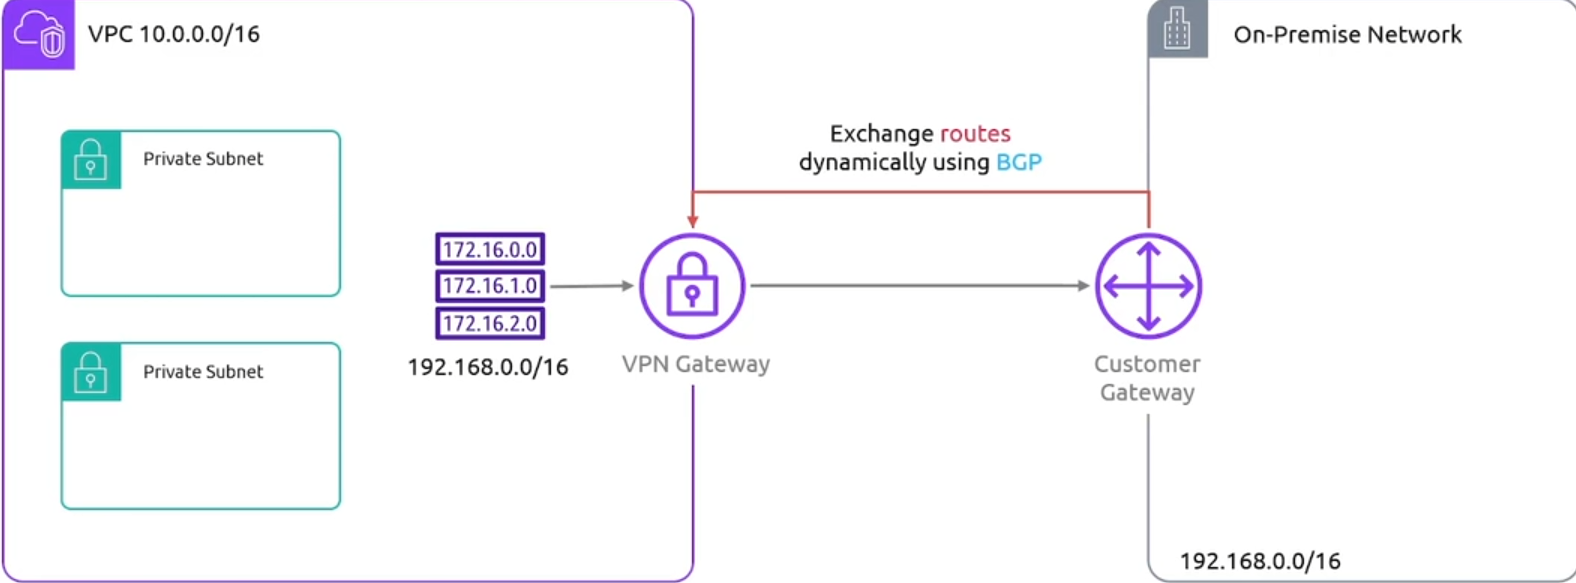 VPC 10.0.0.0/16
On-Premise Network
Exchange routes
dynamically using BGP
Private Subnet
172.16.0.0
172.16.1.0
172.16.2.0
192.168.0.0/16
VPN Gateway
Customer
Gateway
Private Subnet
192.168.0.0/16